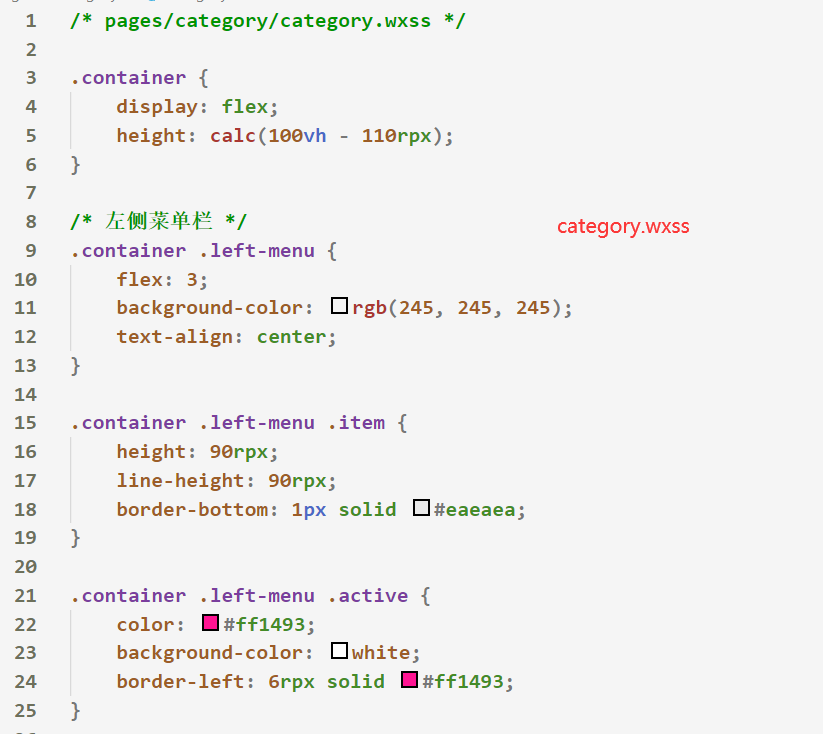 1 /* pages/category/category.wxss */
2
3 .container {
4 display: flex;
5 height: calc(100vh - 110rpx);
6 }
7
8 /* 左侧菜单栏 */
category.wxss
9 .container .left-menu {
10 flex: 3;
11 background-color: rgb(245, 245, 245);
12 text-align: center;
13 }
14
15 .container .left-menu .item {
16 height: 90rpx;
17 line-height: 90rpx;
18 border-bottom: 1px solid #eaeaea;
19 }
20
21 .container .left-menu .active {
22 color: #ff1493;
23 background-color: white;
24 border-left: 6rpx solid #ff1493;
25 }